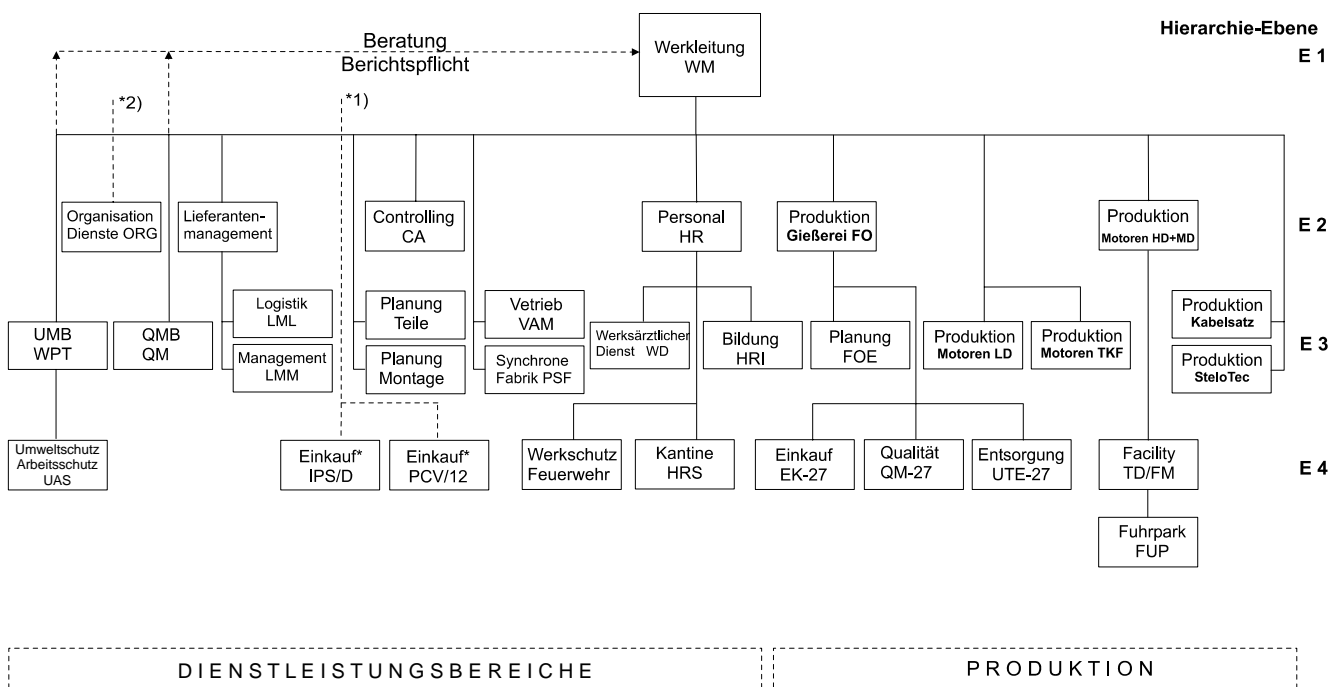 Hierarchie-Ebene
E 1
Werkleitung
WM
Beratung
Berichtspflicht
*2)
*1)
E 2
Organisation
Dienste ORG
Lieferanten-
management
Controlling
CA
Personal
HR
Produktion
Gießerei FO
Produktion
Motoren HD+MD
E 3
UMB
WPT
QMB
QM
Logistik
LML
Management
LMM
Planung
Teile
Planung
Montage
Vetrieb
VAM
Synchrone
Fabrik PSF
Werksärztlicher
Dienst WD
Bildung
HRI
Planung
FOE
Produktion
Motoren LD
Produktion
Motoren TKF
Produktion
Kabelsatz
Produktion
SteloTec
E 4
Umweltschutz
Arbeitsschutz
UAS
Einkauf*
IPS/D
Einkauf*
PCV/12
Werkschutz
Feuerwehr
Kantine
HRS
Einkauf
EK-27
Qualität
QM-27
Entsorgung
UTE-27
Facility
TD/FM
Fuhrpark
FUP
DIENSTLEISTUNGSBEREICHE
PRODUKTION